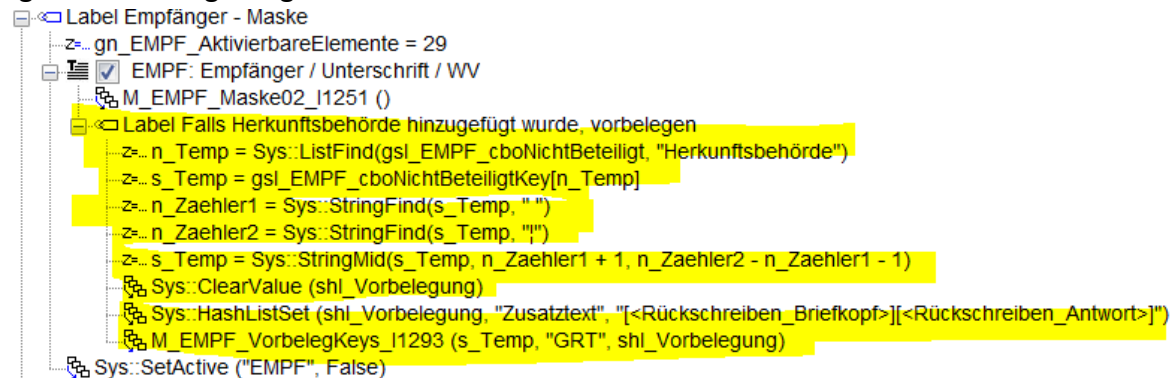 Label Empfänger - Maske
gn_EMPF_AktivierbareElemente = 29
EMPF: Empfänger / Unterschrift / WV
M_EMPF_Maske02_I1251 ()
Label Falls Herkunftsbehörde hinzugefügt wurde, vorbelegen
n_Temp = Sys::ListFind(gsl_EMPF_cboNichtBeteiligt, "Herkunftsbehörde")
s_Temp = gsl_EMPF_cboNichtBeteiligtKey[n_Temp]
n_Zaehler1 = Sys::StringFind(s_Temp, " ")
n_Zaehler2 = Sys::StringFind(s_Temp, "¦")
s_Temp = Sys::StringMid(s_Temp, n_Zaehler1 + 1, n_Zaehler2 - n_Zaehler1 - 1)
Sys::ClearValue (shl_Vorbelegung)
Sys::HashListSet (shl_Vorbelegung, "Zusatztext", "[<Rückschreiben_Briefkopf>][<Rückschreiben_Antwort>]")
M_EMPF_VorbelegKeys_I1293 (s_Temp, "GRT", shl_Vorbelegung)
Sys::SetActive ("EMPF", False)